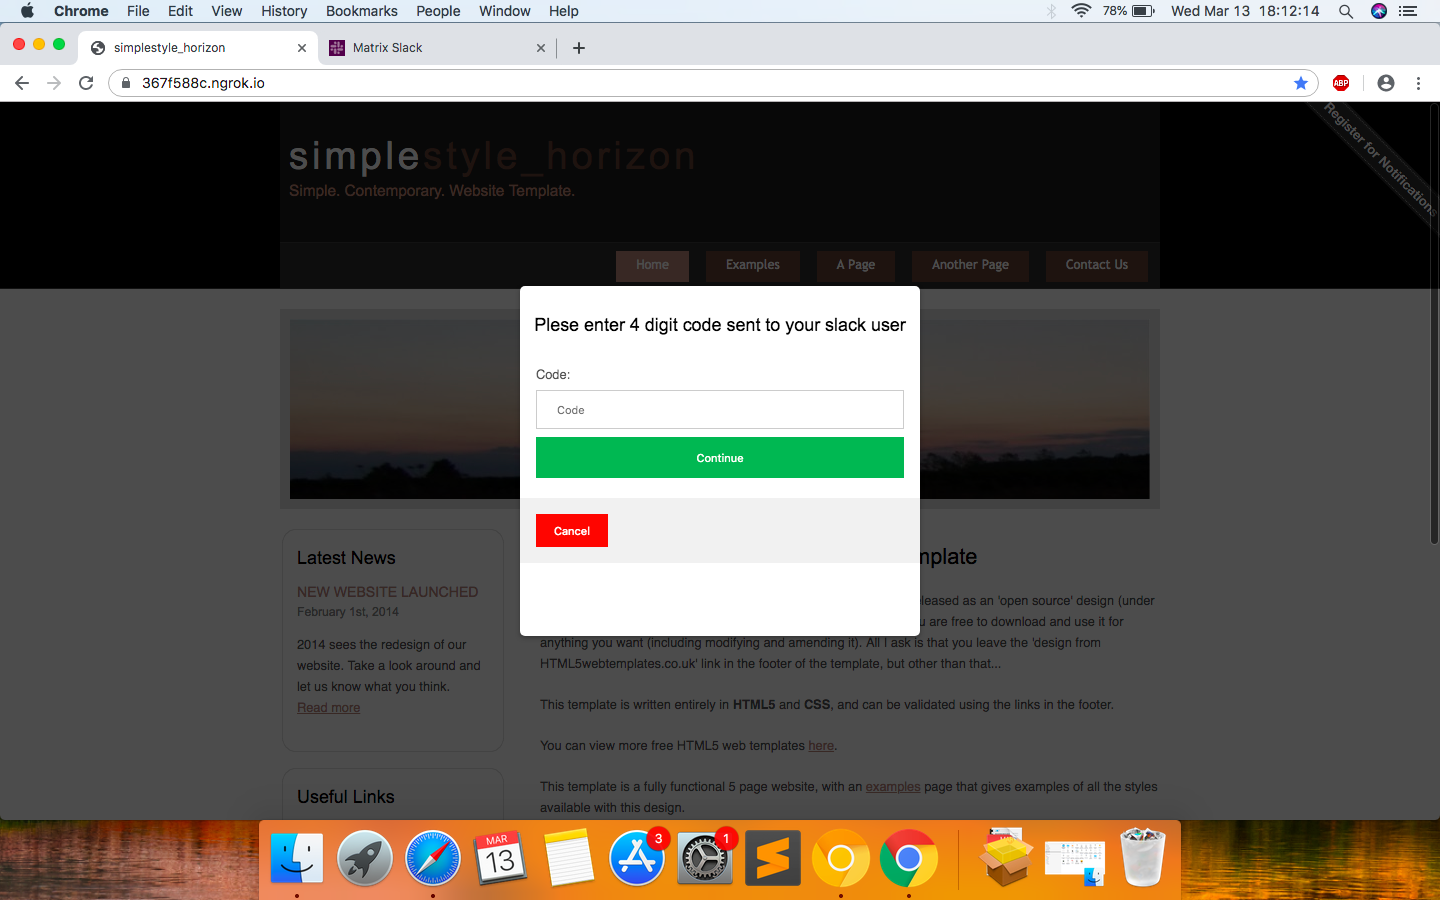 Chrome File Edit View History Bookmarks People Window Help 78% Wed Mar 13 18:12:14
simplestyle_horizon Matrix Slack
367f588c.ngrok.io ABP
Register for Notifications
simplestyle_horizon
Simple. Contemporary. Website Template.
Home Examples A Page Another Page Contact Us
Plese enter 4 digit code sent to your slack user
Code:
Code
Continue
Cancel
Latest News
NEW WEBSITE LAUNCHED
February 1st, 2014
2014 sees the redesign of our
website. Take a look around and
let us know what you think.
Read more
Useful Links
mplate
leased as an 'open source' design (under
u are free to download and use it for
anything you want (including modifying and amending it). All I ask is that you leave the 'design from
HTML5webtemplates.co.uk' link in the footer of the template, but other than that...
This template is written entirely in HTML5 and CSS, and can be validated using the links in the footer.
You can view more free HTML5 web templates here.
This template is a fully functional 5 page website, with an examples page that gives examples of all the styles
available with this design.
MAR
13
3
1